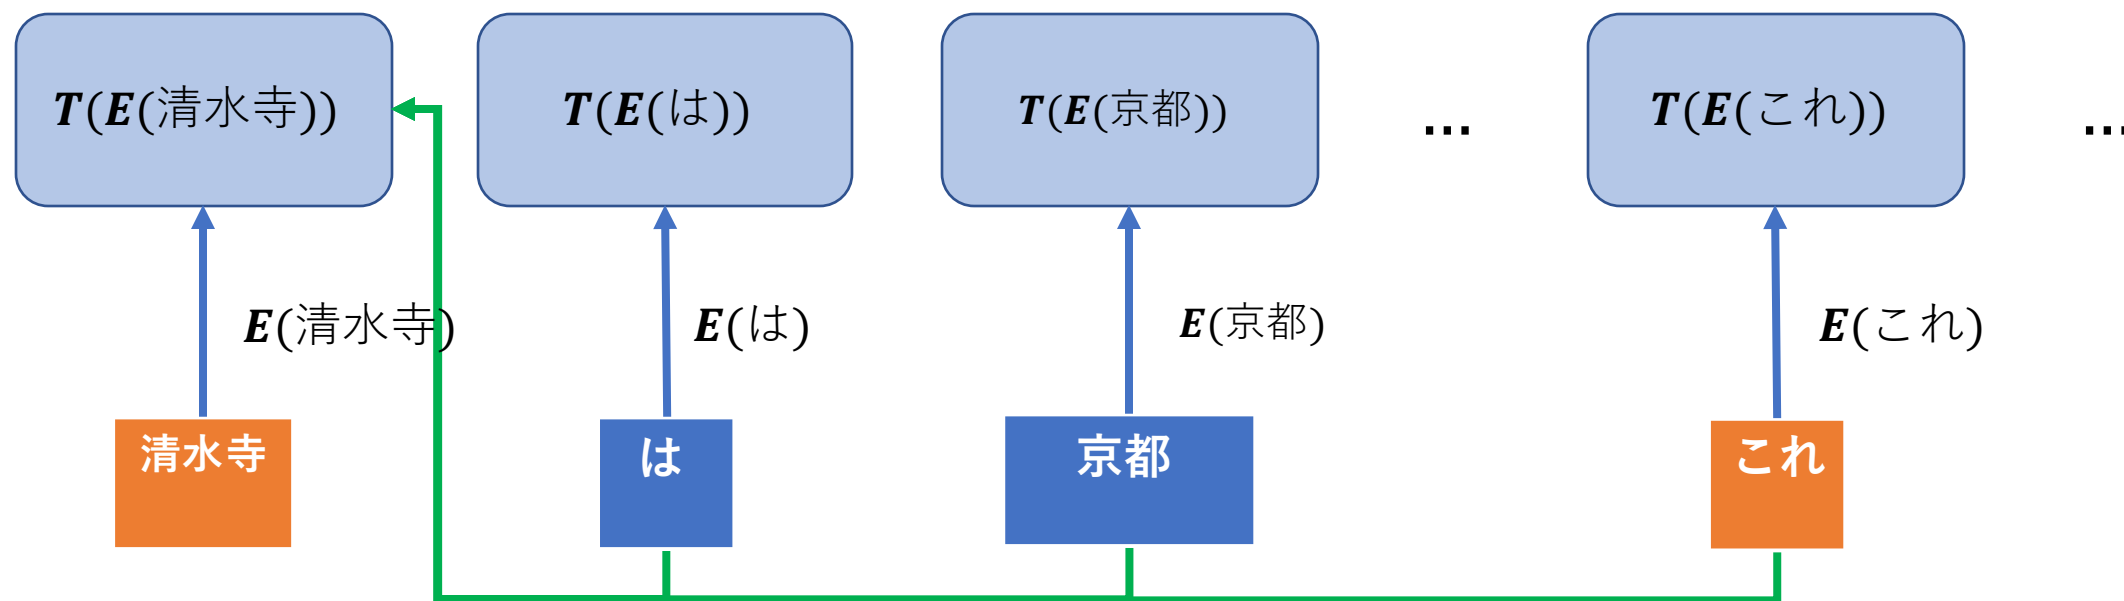 T(E(清水寺))
T(E(は))
T(E(京都))
...
T(E(これ))
...
E(清水寺)
E(は)
E(京都)
E(これ)
清水寺
は
京都
これ